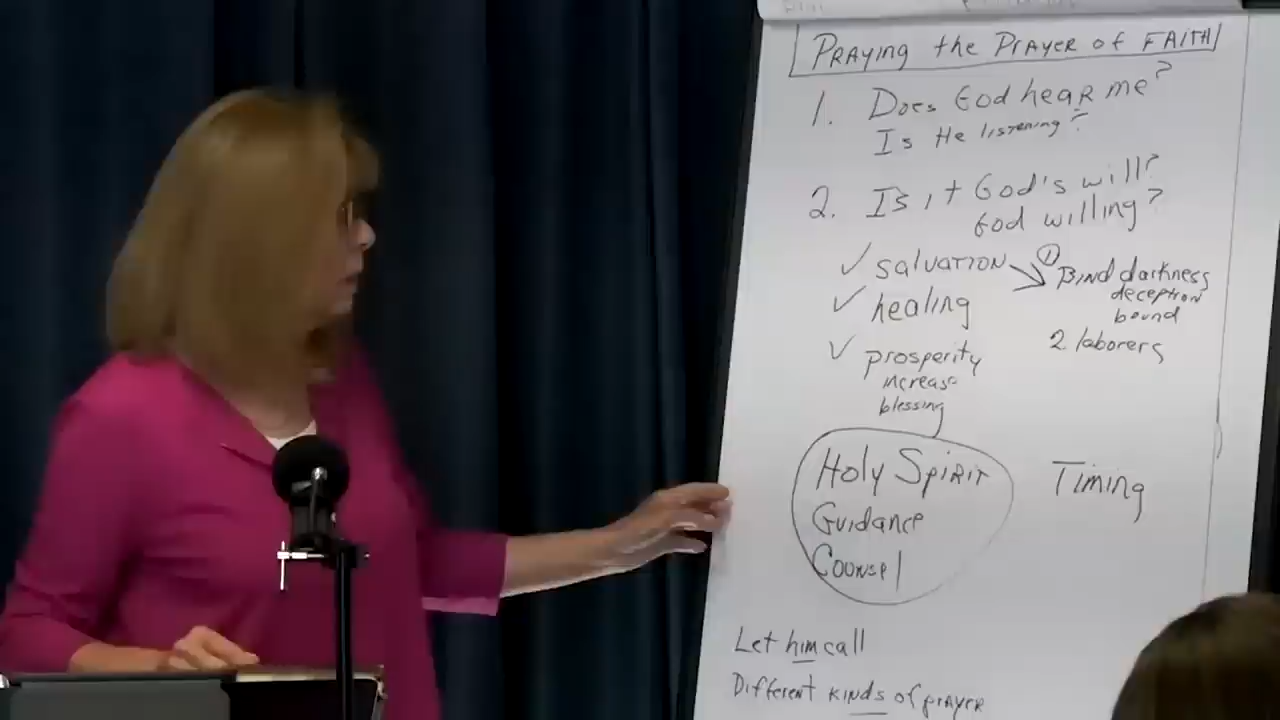 PRAYING the PRAYER of FAITH
1. Does God hear me?
Is He listening?
2. Is it God's will?
God willing?
✓ SALVATION → ① BIND darkness
deception
bound
✓ healing
2. laborers
✓ prosperity
increase
blessing
Holy SPIRIT
Guidance
Counsel
Timing
Let him call
Different kinds of prayer